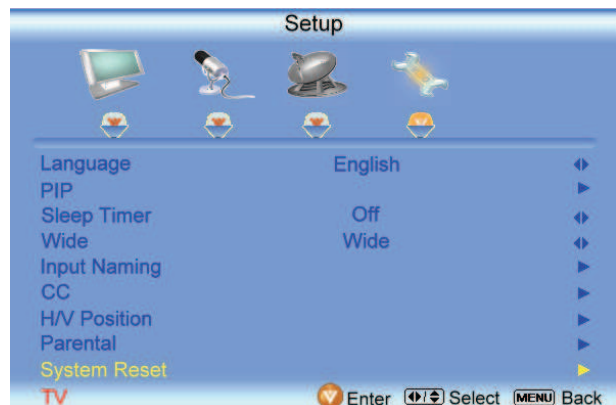 Setup
Language English
PIP
Sleep Timer Off
Wide Wide
Input Naming
CC
H/V Position
Parental
System Reset
TV Enter Select MENU Back